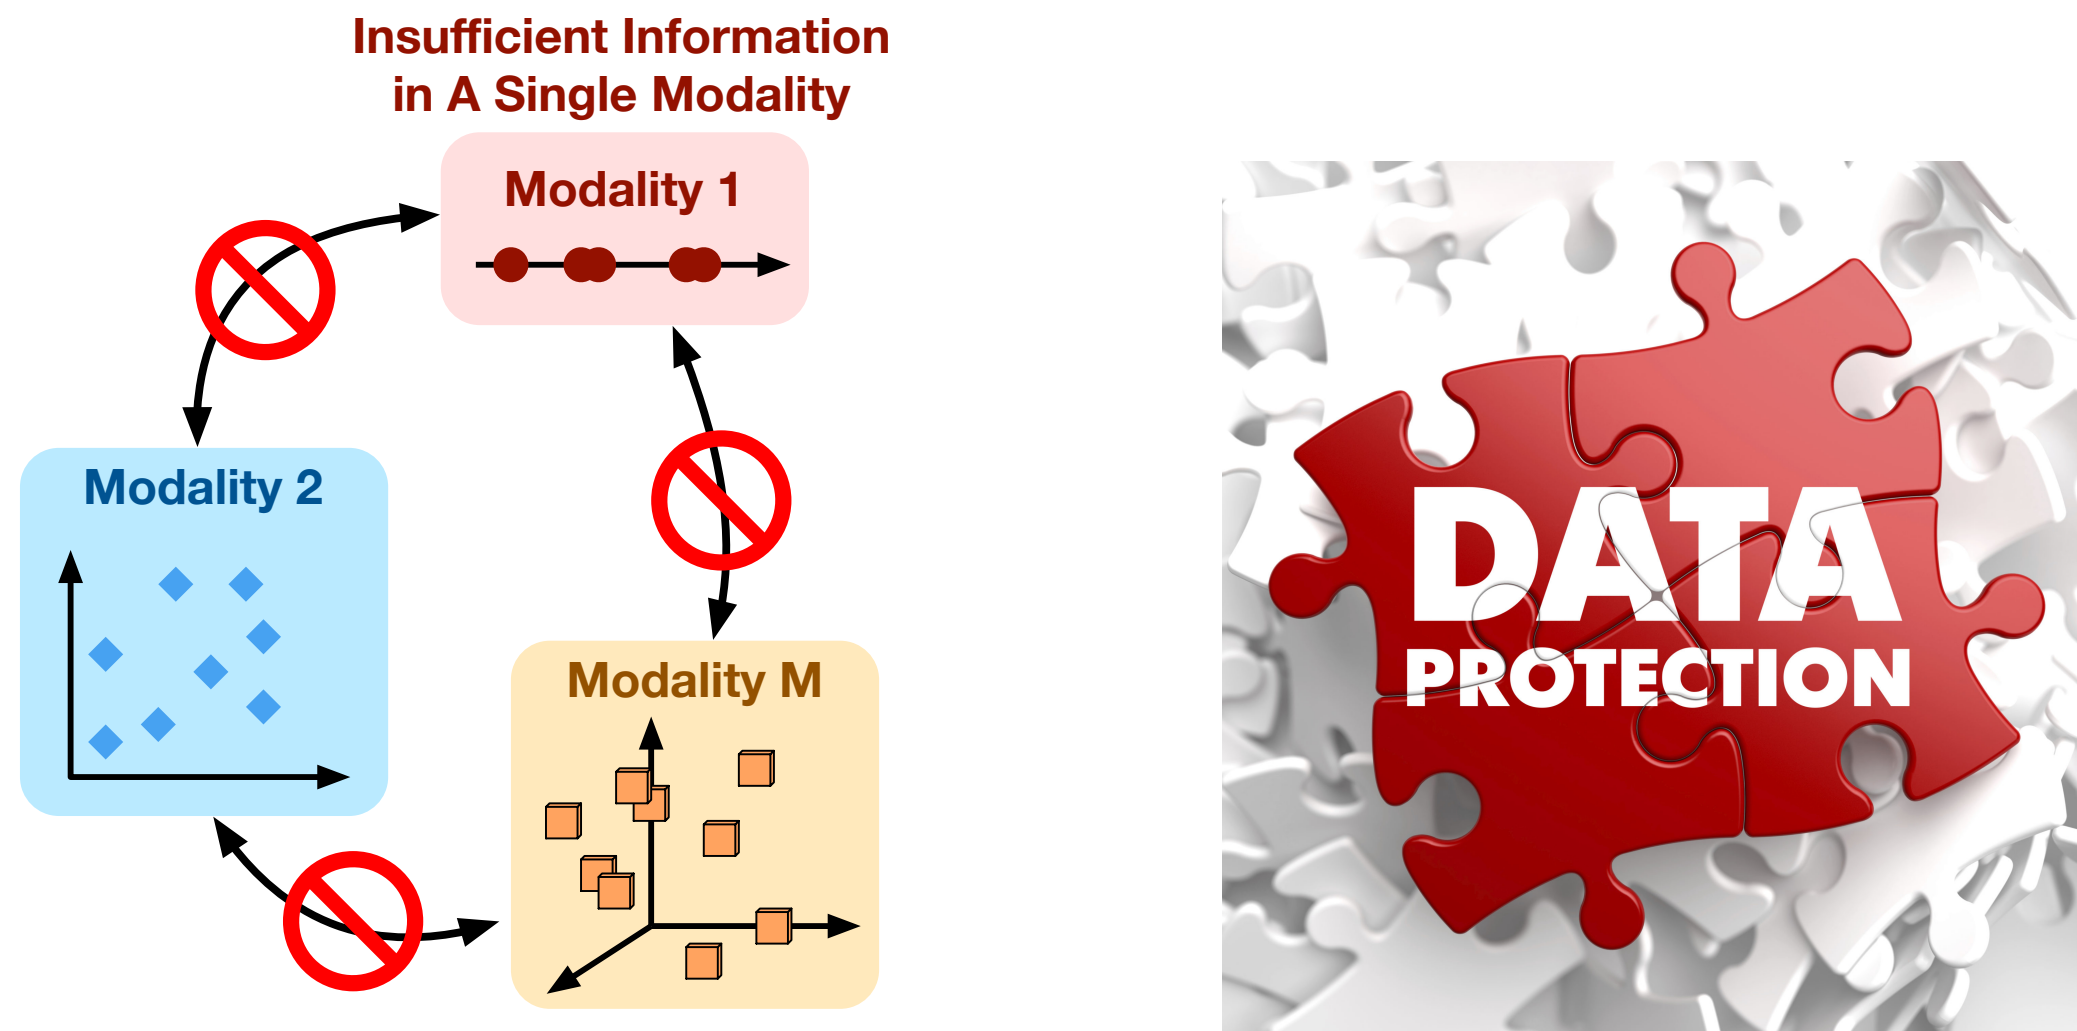 Insufficient Information
in A Single Modality
Modality 1
Modality 2
Modality M
DATA
PROTECTION